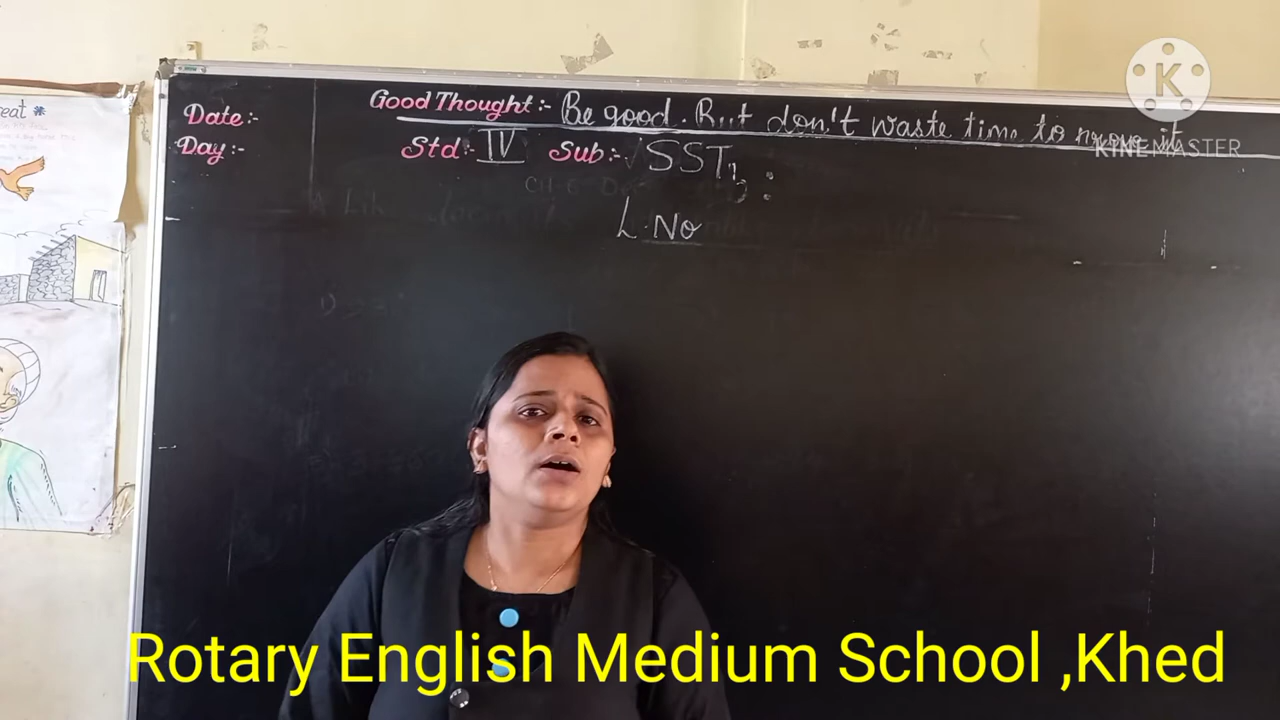 eat *
Date:-
Day:-
Good Thought:- Be good. But don't waste time to prove it
Std:- IV Sub:- SST
L. No
K
KINEMASTER
Rotary English Medium School ,Khed